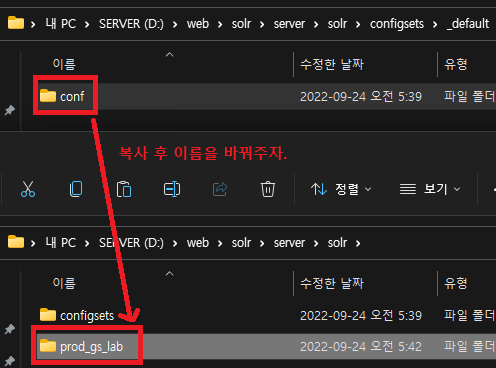 내 PC > SERVER (D:) > web > solr > server > solr > configsets > _default
이름 수정한 날짜 유형
conf 2022-09-24 오전 5:39 파일 폴더
복사 후 이름을 바꿔주자.
정렬 보기
내 PC > SERVER (D:) > web > solr > server > solr >
이름 수정한 날짜 유형
configsets 2022-09-24 오전 5:39 파일 폴더
prod_gs_lab 2022-09-24 오전 5:42 파일 폴더